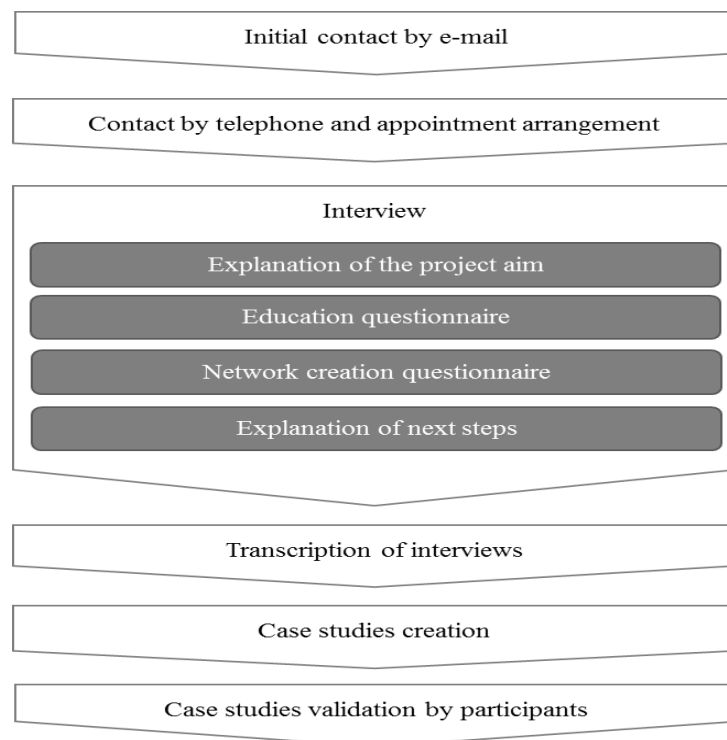 Initial contact by e-mail
Contact by telephone and appointment arrangement
Interview
Explanation of the project aim
Education questionnaire
Network creation questionnaire
Explanation of next steps
Transcription of interviews
Case studies creation
Case studies validation by participants